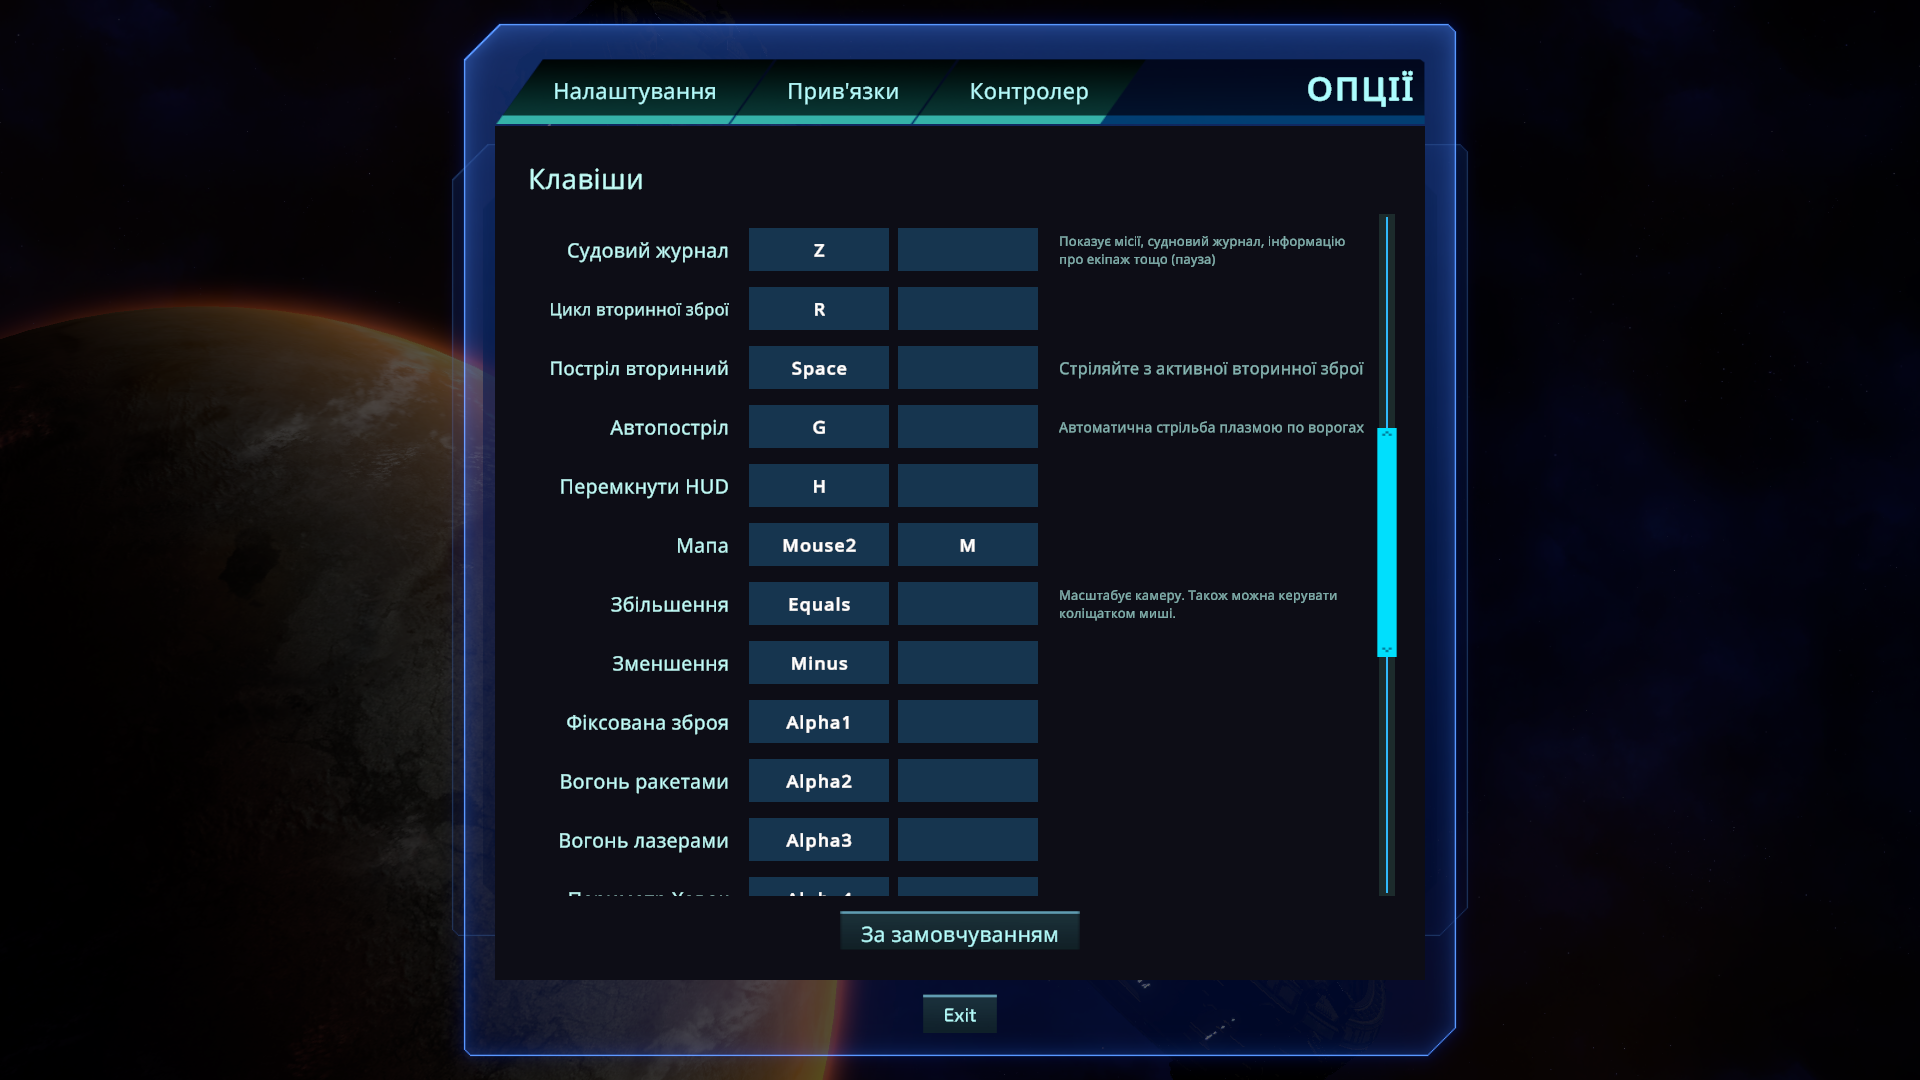 Налаштування Прив'язки Контролер ОПЦІЇ
Клавіши
Судовий журнал Z Показує місії, судновий журнал, інформацію
про екіпаж тощо (пауза)
Цикл вторинної зброї R
Постріл вторинний Space Стріляйте з активної вторинної зброї
Автопостріл G Автоматична стрільба плазмою по ворогах
Перемкнути HUD H
Мапа Mouse2 M
Збільшення Equals Масштабує камеру. Також можна керувати
коліщатком миші.
Зменшення Minus
Фіксована зброя Alpha1
Вогонь ракетами Alpha2
Вогонь лазерами Alpha3
За замовчуванням
Exit